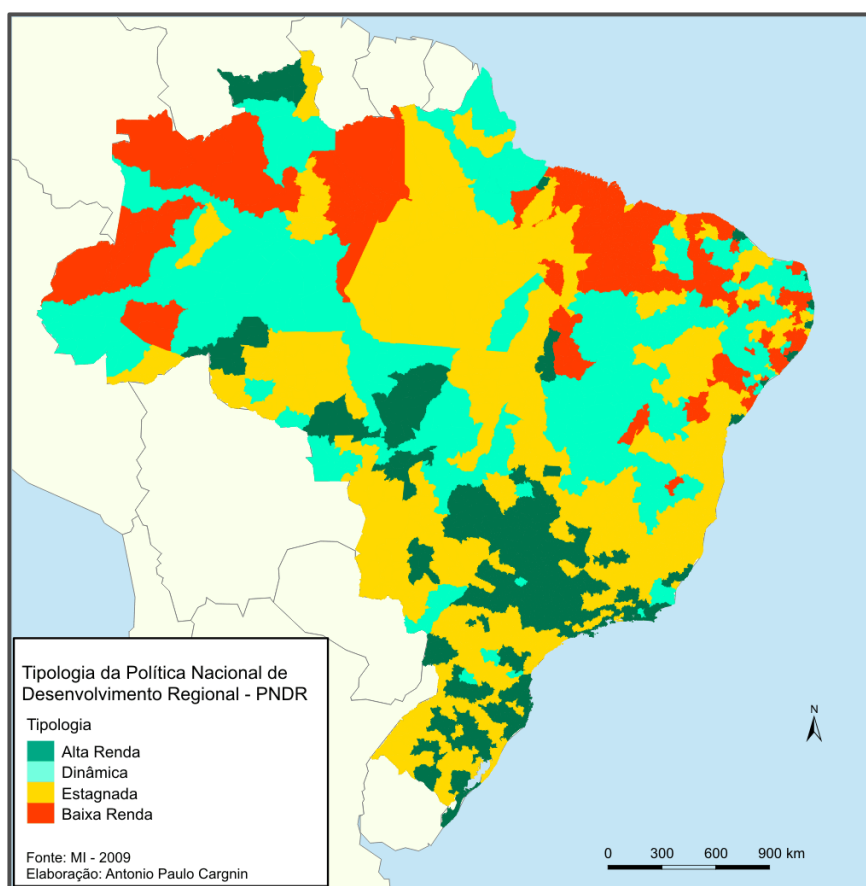 Tipologia da Política Nacional de
Desenvolvimento Regional - PNDR
Tipologia
Alta Renda
Dinâmica
Estagnada
Baixa Renda
Fonte: MI - 2009
Elaboração: Antonio Paulo Cargnin
N
0 300 600 900 km